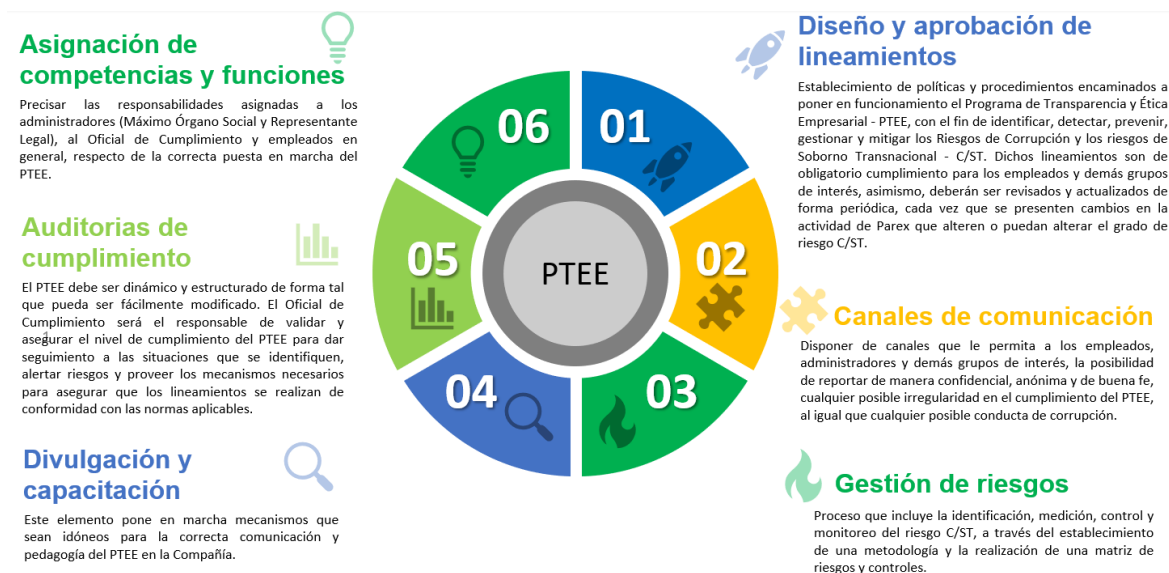 Asignación de
competencias y funciones
Precisar las responsabilidades asignadas a los
administradores (Máximo Órgano Social y Representante
Legal), al Oficial de Cumplimiento y empleados en
general, respecto de la correcta puesta en marcha del
PTEE.
Auditorias de
cumplimiento
El PTEE debe ser dinámico y estructurado de forma tal
que pueda ser fácilmente modificado. El Oficial de
Cumplimiento será el responsable de validar y
asegurar el nivel de cumplimiento del PTEE para dar
seguimiento a las situaciones que se identifiquen,
alertar riesgos y proveer los mecanismos necesarios
para asegurar que los lineamientos se realizan de
conformidad con las normas aplicables.
Divulgación y
capacitación
Este elemento pone en marcha mecanismos que
sean idóneos para la correcta comunicación y
pedagogía del PTEE en la Compañía.
06
01
05
02
04
03
PTEE
Diseño y aprobación de
lineamientos
Establecimiento de políticas y procedimientos encaminados a
poner en funcionamiento el Programa de Transparencia y Ética
Empresarial - PTEE, con el fin de identificar, detectar, prevenir,
gestionar y mitigar los Riesgos de Corrupción y los riesgos de
Soborno Transnacional - C/ST. Dichos lineamientos son de
obligatorio cumplimiento para los empleados y demás grupos
de interés, asimismo, deberán ser revisados y actualizados de
forma periódica, cada vez que se presenten cambios en la
actividad de Parex que alteren o puedan alterar el grado de
riesgo C/ST.
Canales de comunicación
Disponer de canales que le permita a los empleados,
administradores y demás grupos de interés, la posibilidad
de reportar de manera confidencial, anónima y de buena fe,
cualquier posible irregularidad en el cumplimiento del PTEE,
al igual que cualquier posible conducta de corrupción.
Gestión de riesgos
Proceso que incluye la identificación, medición, control y
monitoreo del riesgo C/ST, a través del establecimiento
de una metodología y la realización de una matriz de
riesgos y controles.